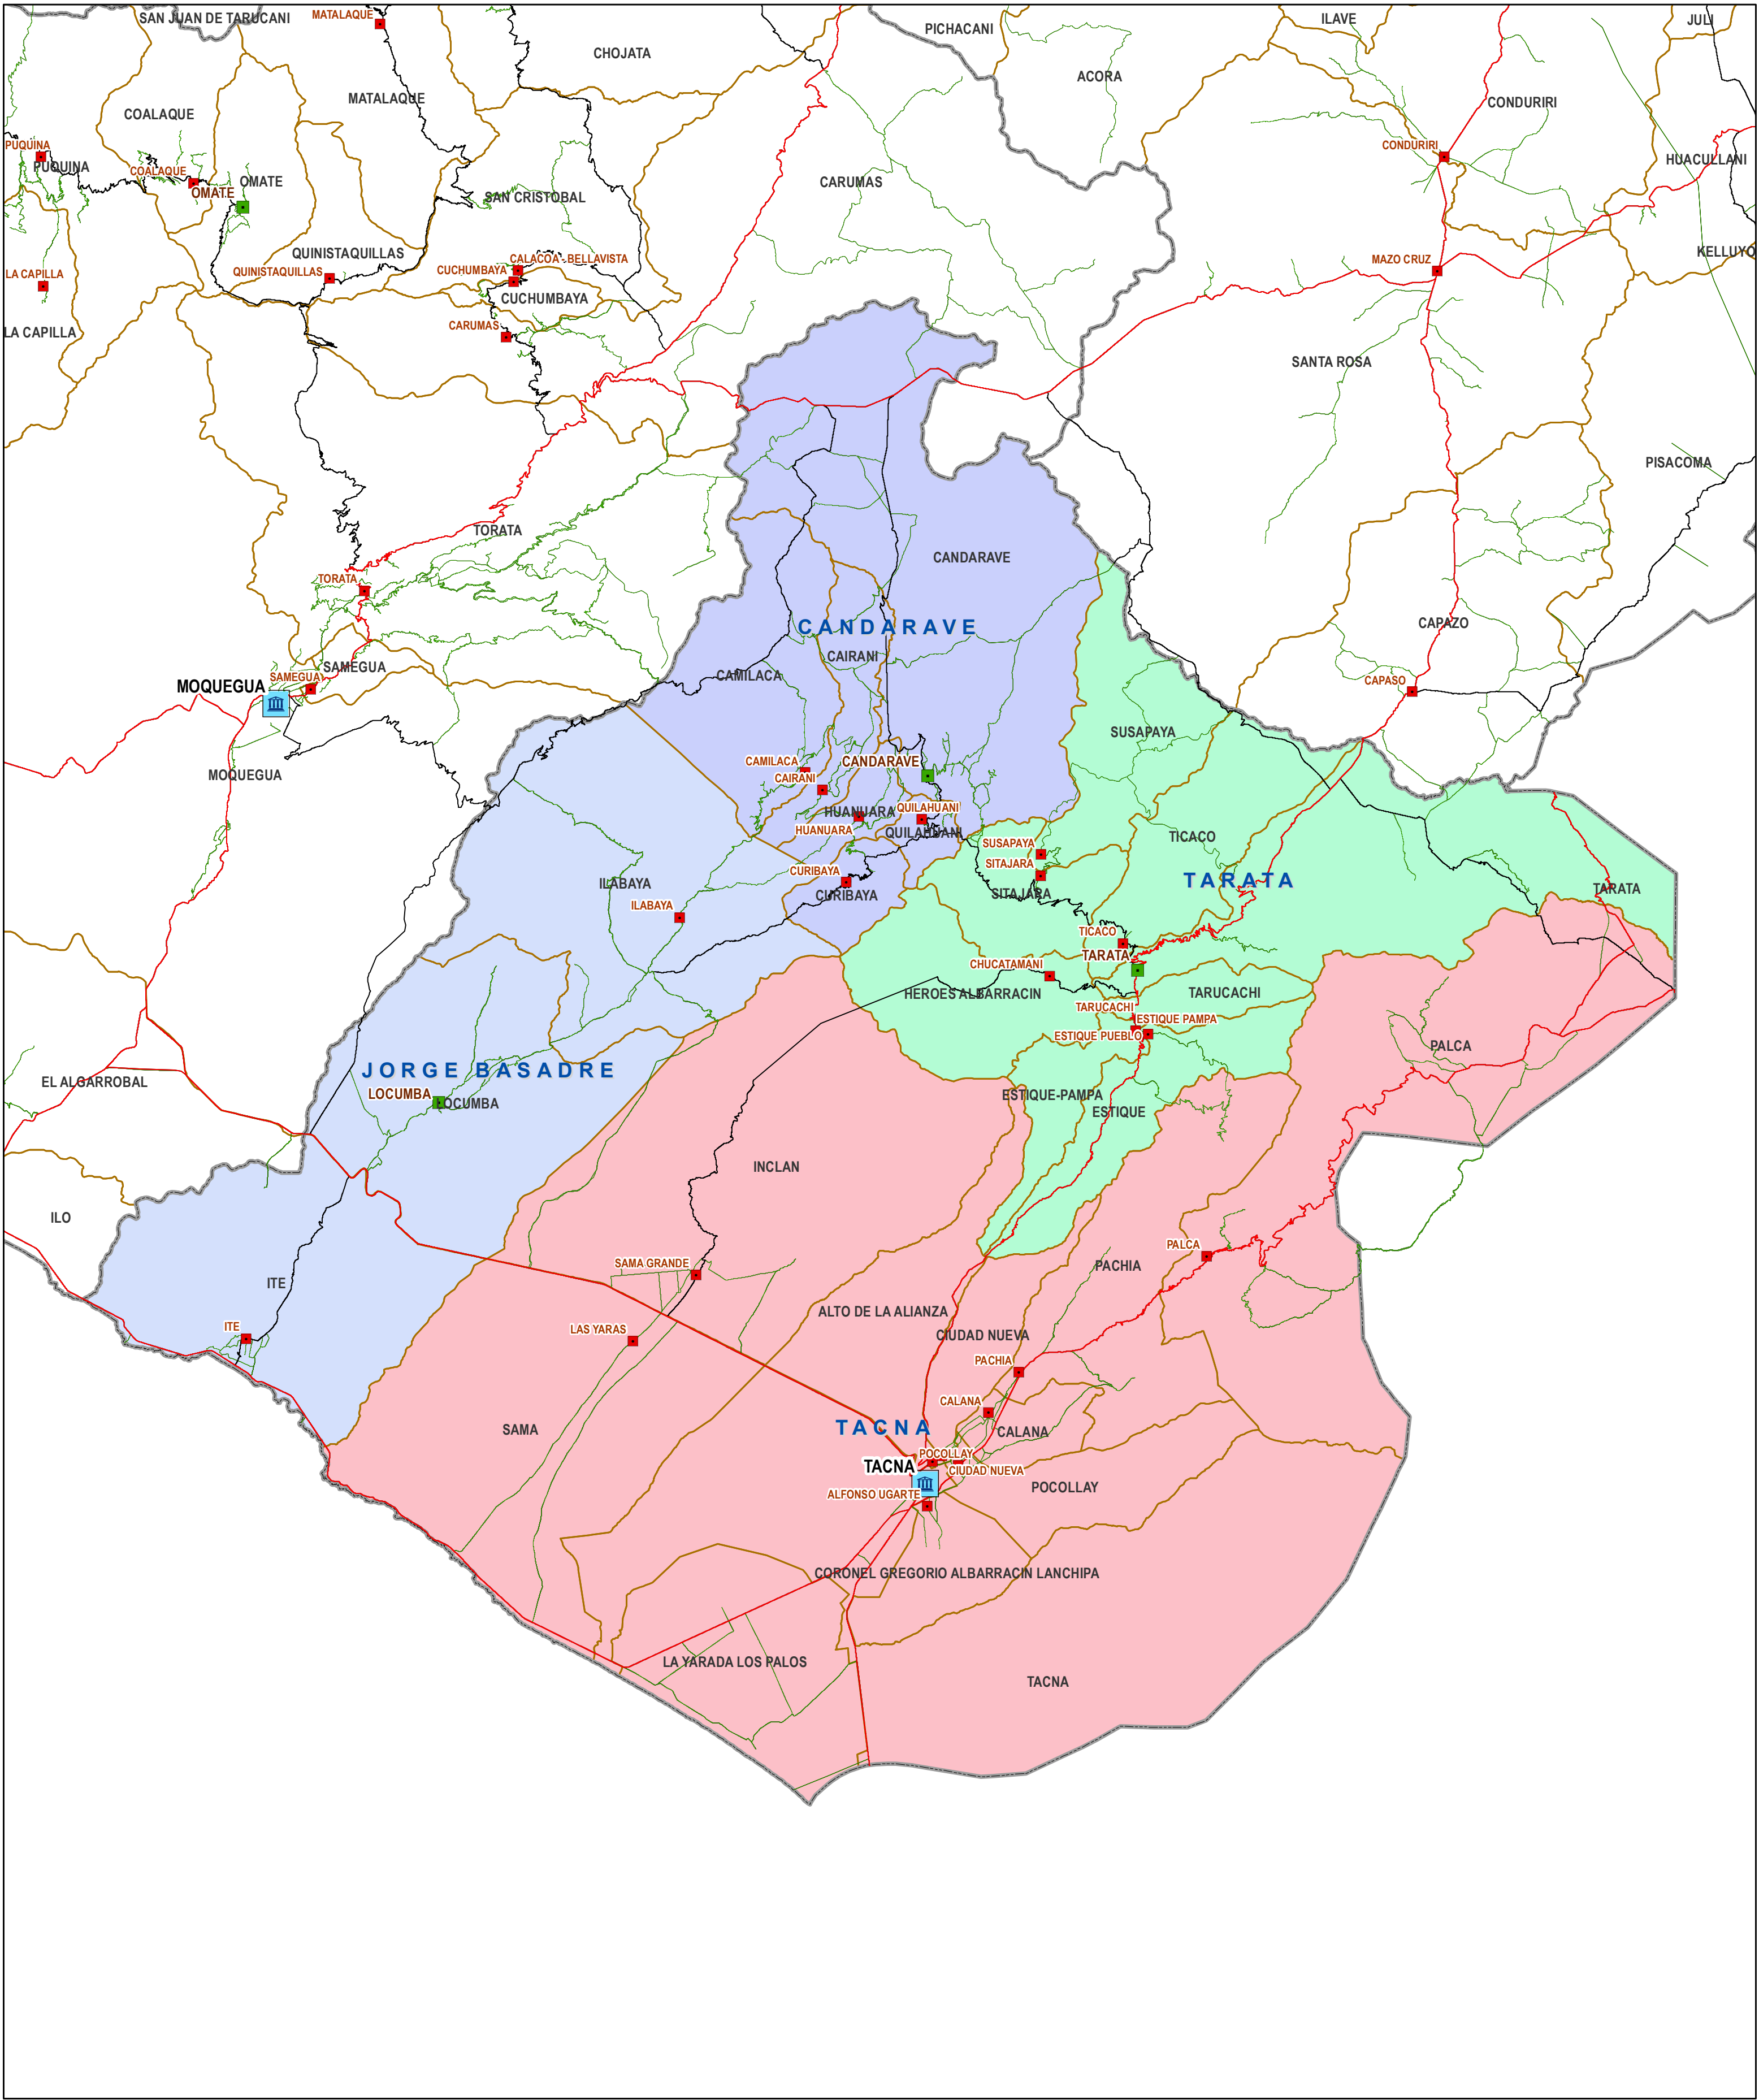 SAN JUAN DE TARUCANI
MATALAQUE
ILAVE
JULI
PICHACANI
CHOJATA
ACORA
MATALAQUE
CONDURIRI
COALAQUE
PUQUINA
CONDURIRI
HUACULLANI
PUQUINA
COALAQUE
OMATE
OMATE
CARUMAS
SAN CRISTOBAL
KELLUYO
QUINISTAQUILLAS
CALACOA BELLAVISTA
MAZO CRUZ
LA CAPILLA
QUINISTAQUILLAS
CUCHUMBAYA
CUCHUMBAYA
CARUMAS
LA CAPILLA
SANTA ROSA
PISACOMA
TORATA
CANDARAVE
TORATA
CAPAZO
CANDARAVE
CAIRANI
SAMEGUA
CAMILACA
SAMEGUA
MOQUEGUA
CAPASO
SUSAPAYA
MOQUEGUA
CAMILACA
CANDARAVE
CAIRANI
QUILAHUANI
HUANUARA
HUANUARA
QUILAHUANI
TICACO
SUSAPAYA
SITAJARA
CURIBAYA
TARATA
ILABAYA
TARATA
CURIBAYA
SITAJARA
ILABAYA
TICACO
TARATA
CHUCATAMANI
HEROES ALBARRACIN
TARUCACHI
TARUCACHI
ESTIQUE PAMPA
ESTIQUE PUEBLO
PALCA
JORGE BASADRE
EL ALGARROBAL
LOCUMBA
LOCUMBA
ESTIQUE-PAMPA
ESTIQUE
INCLAN
ILO
PALCA
SAMA GRANDE
PACHIA
ITE
ALTO DE LA ALIANZA
ITE
LAS YARAS
CIUDAD NUEVA
PACHIA
CALANA
TACNA
SAMA
CALANA
POCOLLAY
TACNA
CIUDAD NUEVA
POCOLLAY
ALFONSO UGARTE
CORONEL GREGORIO ALBARRACIN LANCHIPA
LA YARADA LOS PALOS
TACNA